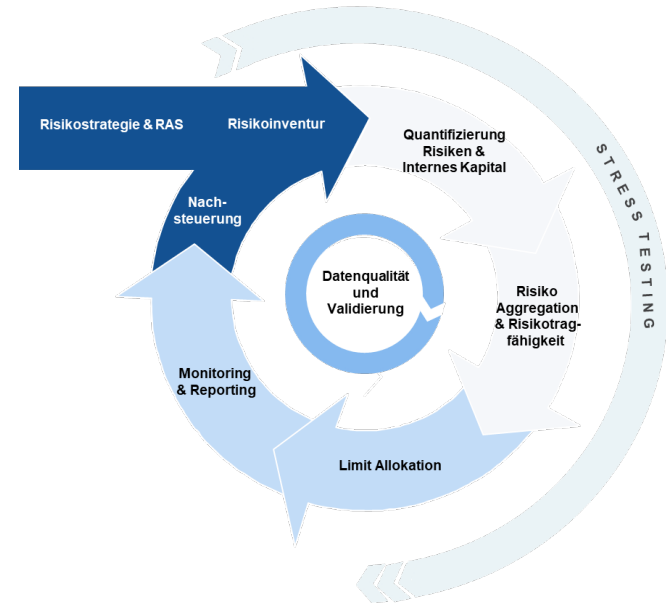 Risikostrategie & RAS
Risikoinventur
Quantifizierung
Risiken &
Internes Kapital
Risiko
Aggregation
& Risikotrag-
fähigkeit
Limit Allokation
Monitoring
& Reporting
Nach-
steuerung
Datenqualität
und
Validierung
STRESS TESTING